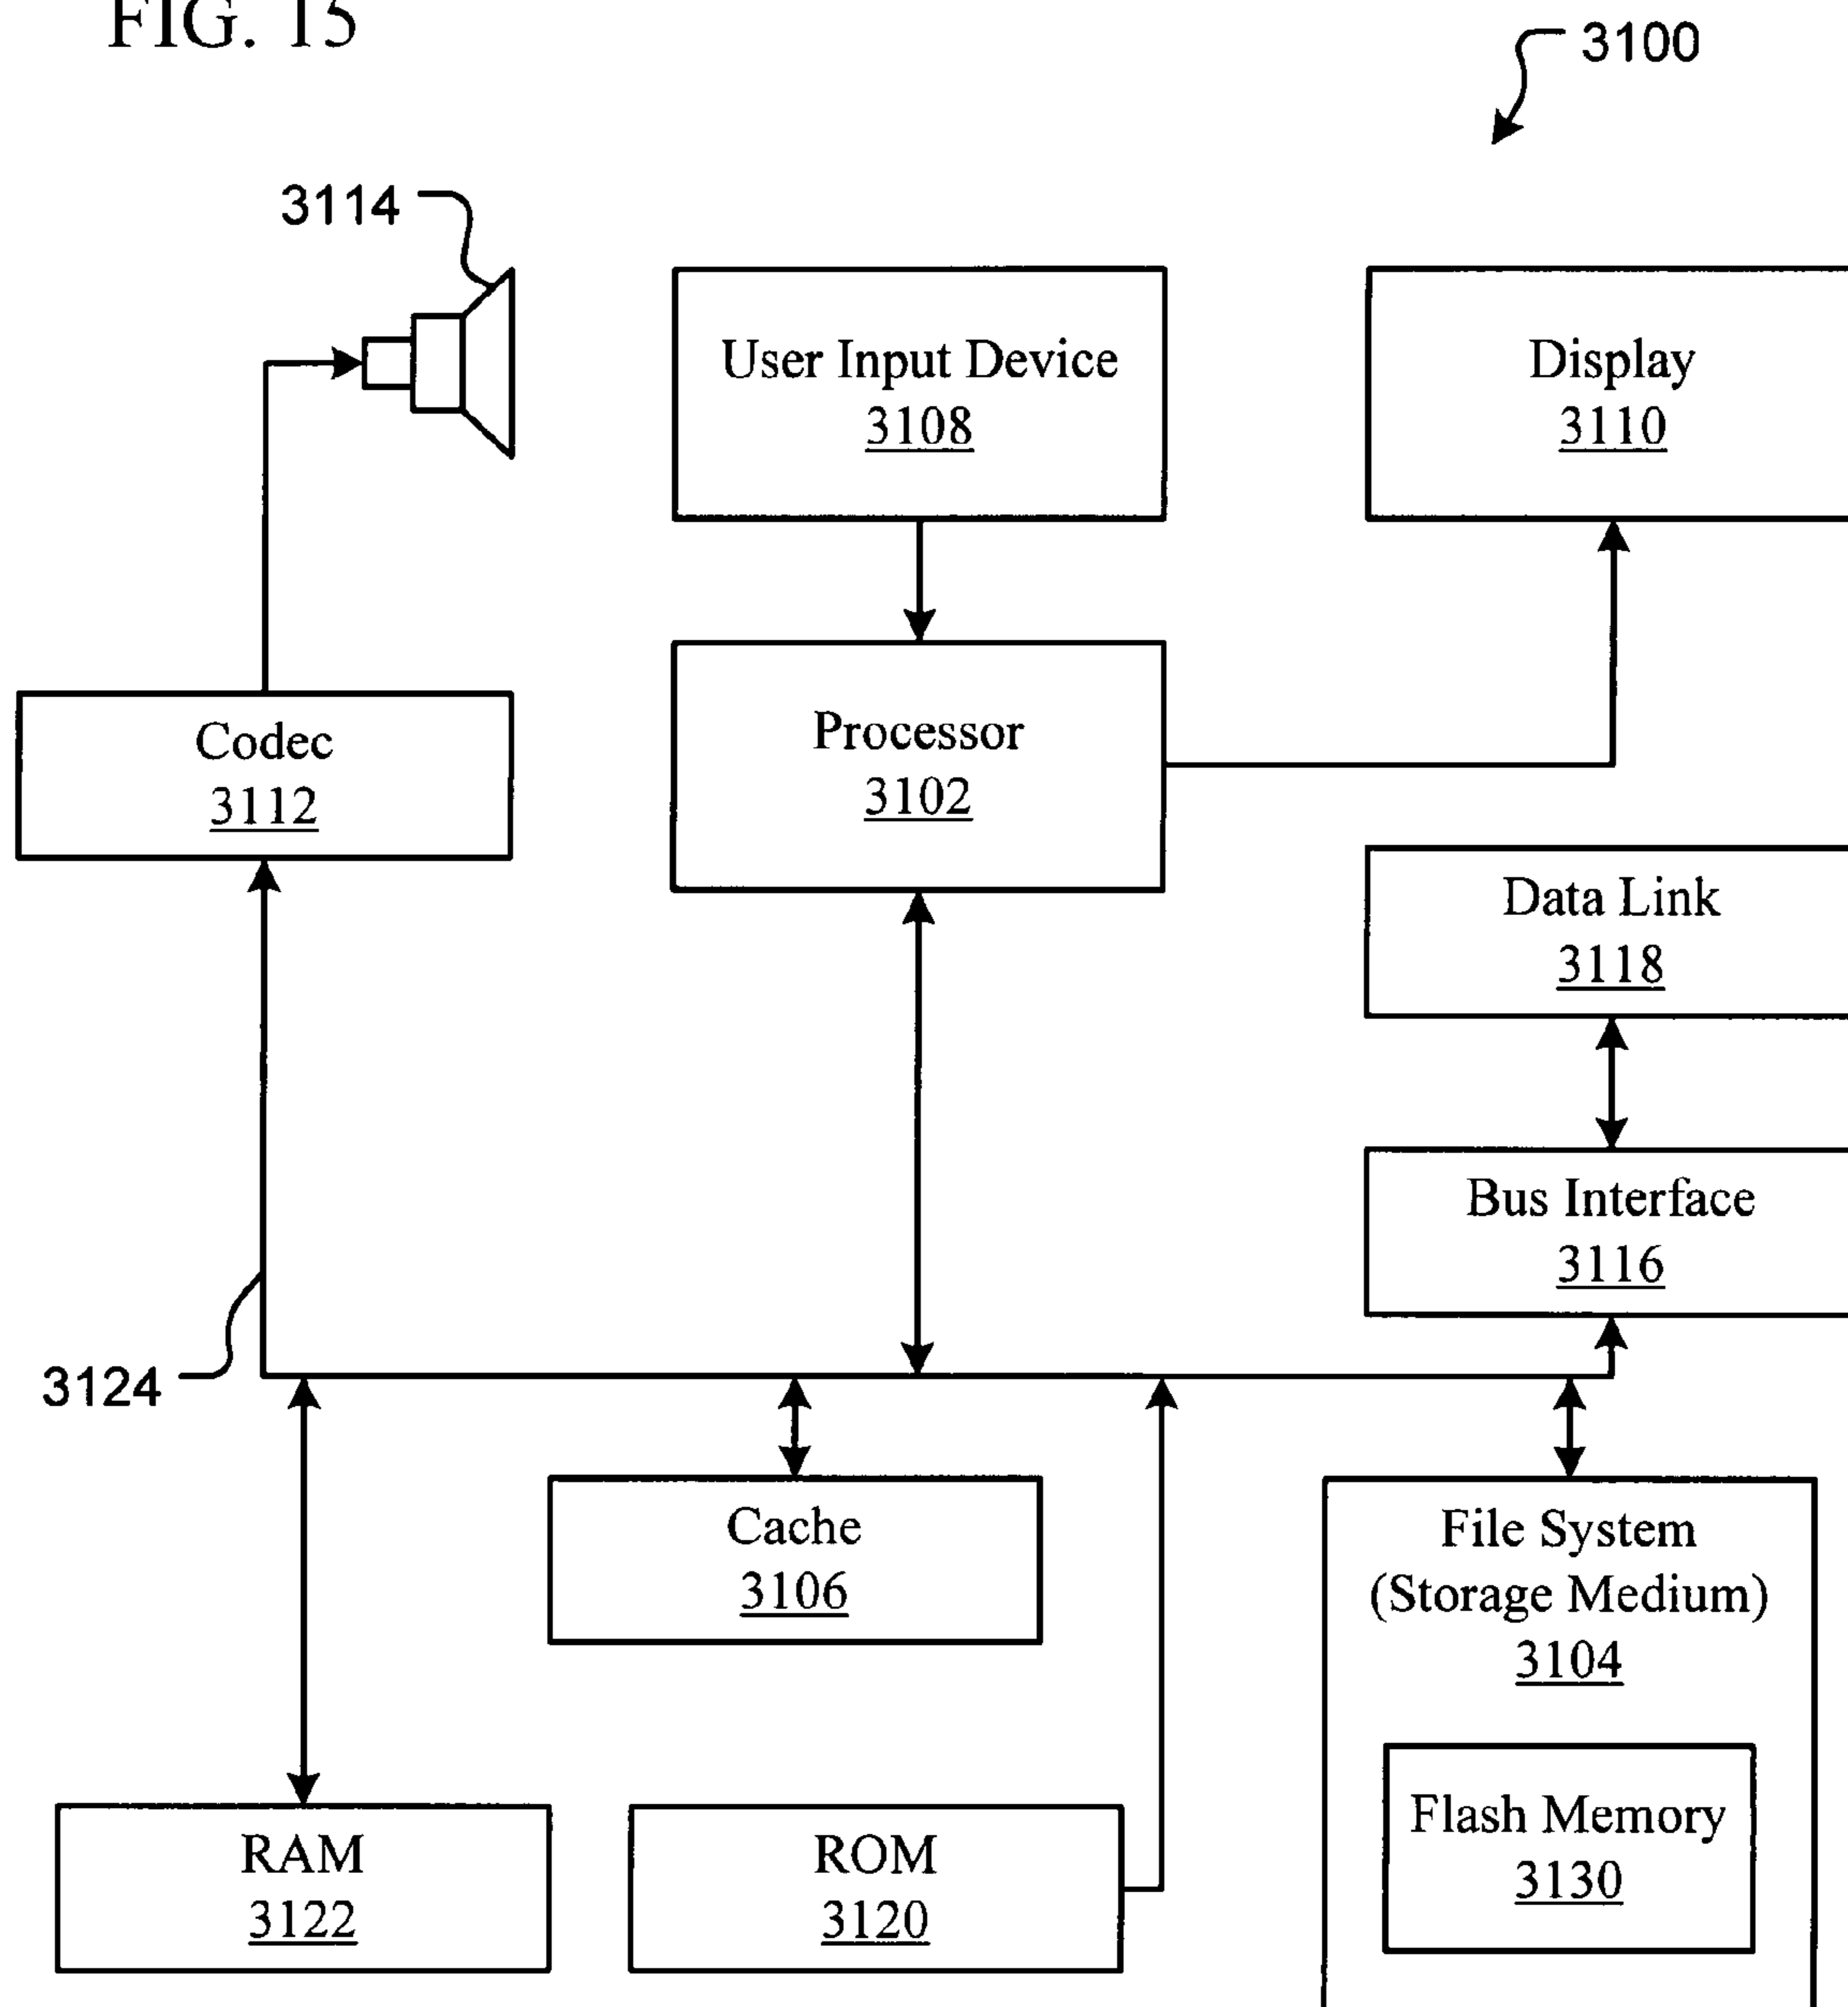 FIG. 15
3100
3114
User Input Device
3108
Display
3110
Codec
3112
Processor
3102
Data Link
3118
Bus Interface
3116
3124
Cache
3106
File System
(Storage Medium)
3104
Flash Memory
3130
RAM
3122
ROM
3120